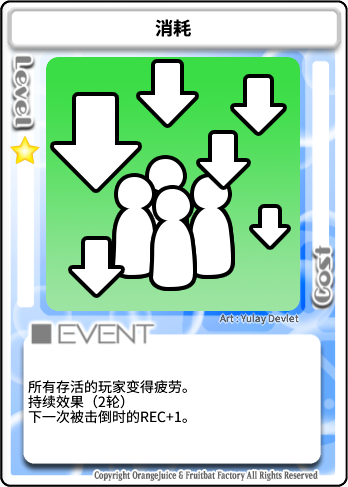 消耗
Level
Cost
Art : Yulay Devlet
EVENT
所有存活的玩家变得疲劳。
持续效果（2轮）
下一次被击倒时的REC+1。
Copyright OrangeJuice & Fruitbat Factory All Rights Reserved